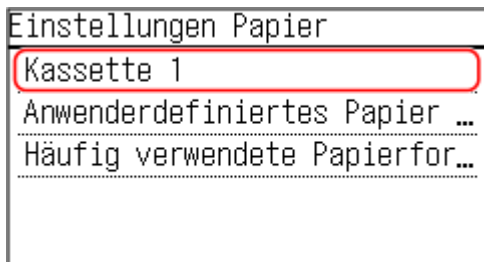 Einstellungen Papier
Kassette 1
Anwenderdefiniertes Papier …
Häufig verwendete Papierfor…